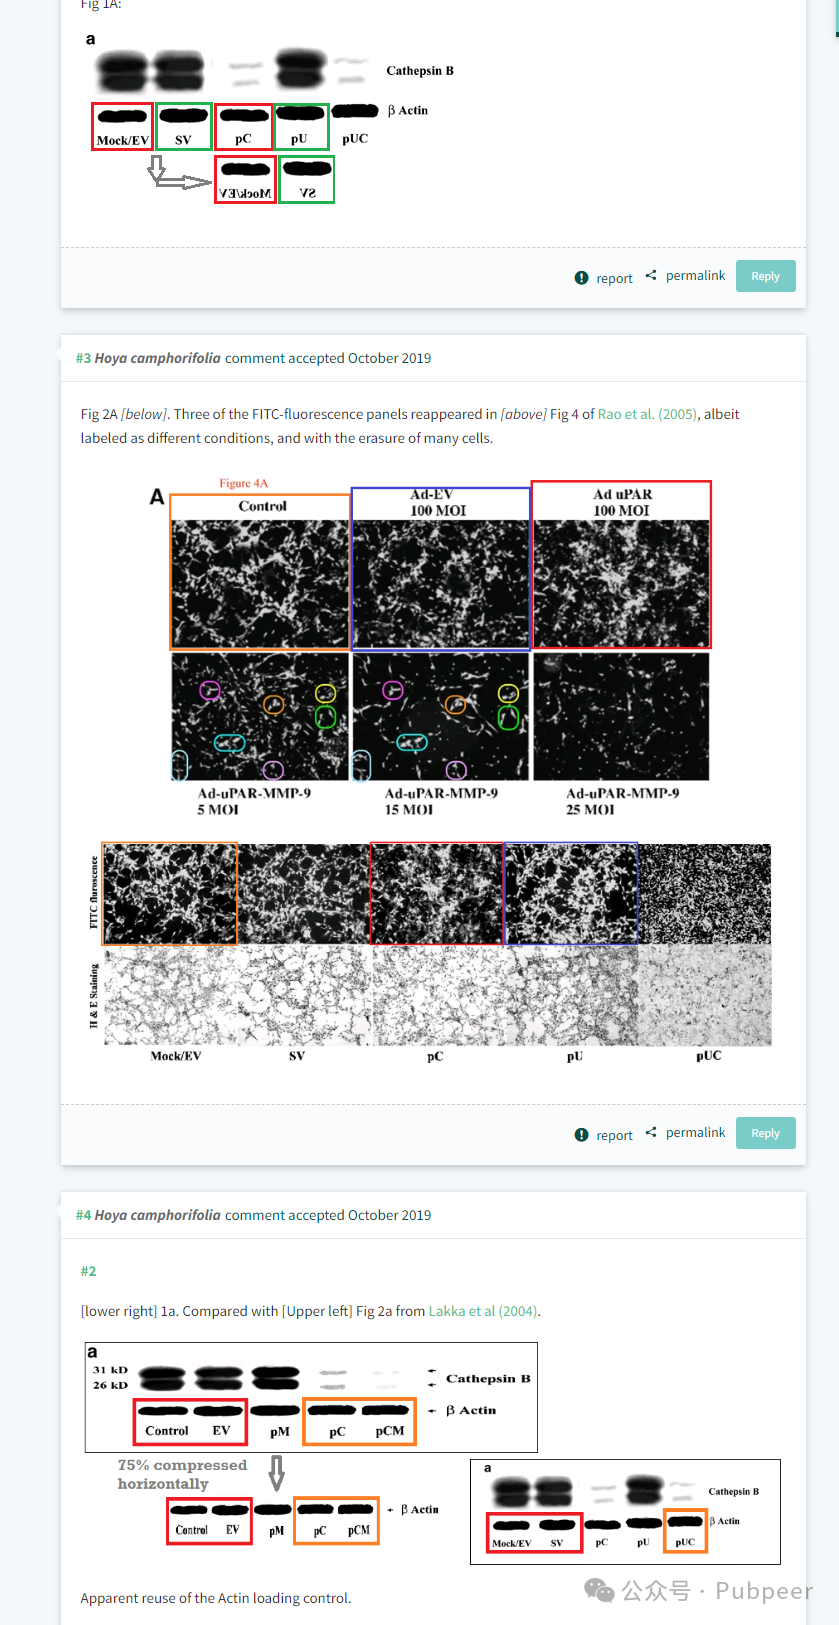 Fig 1A:
a
Cathepsin B
β Actin
Mock/EV SV pC pU pUC
Mock/EV SV
report permalink Reply
#3 Hoya camphorifolia comment accepted October 2019
Fig 2A [below]. Three of the FITC-fluorescence panels reappeared in [above] Fig 4 of Rao et al. (2005), albeit
labeled as different conditions, and with the erasure of many cells.
Figure 4A
A
Control Ad-EV Ad uPAR
100 MOI 100 MOI
Ad-uPAR-MMP-9 Ad-uPAR-MMP-9 Ad-uPAR-MMP-9
5 MOI 15 MOI 25 MOI
FITC fluroscence
H & E Staining
Mock/EV SV pC pU pUC
report permalink Reply
#4 Hoya camphorifolia comment accepted October 2019
#2
[lower right] 1a. Compared with [Upper left] Fig 2a from Lakka et al (2004).
a
31 kD
26 kD
Cathepsin B
β Actin
Control EV pM pC pCM
75% compressed
horizontally
β Actin
Control EV pM pC pCM
a
Cathepsin B
β Actin
Mock/EV SV pC pU pUC
Apparent reuse of the Actin loading control.
公众号 · Pubpeer